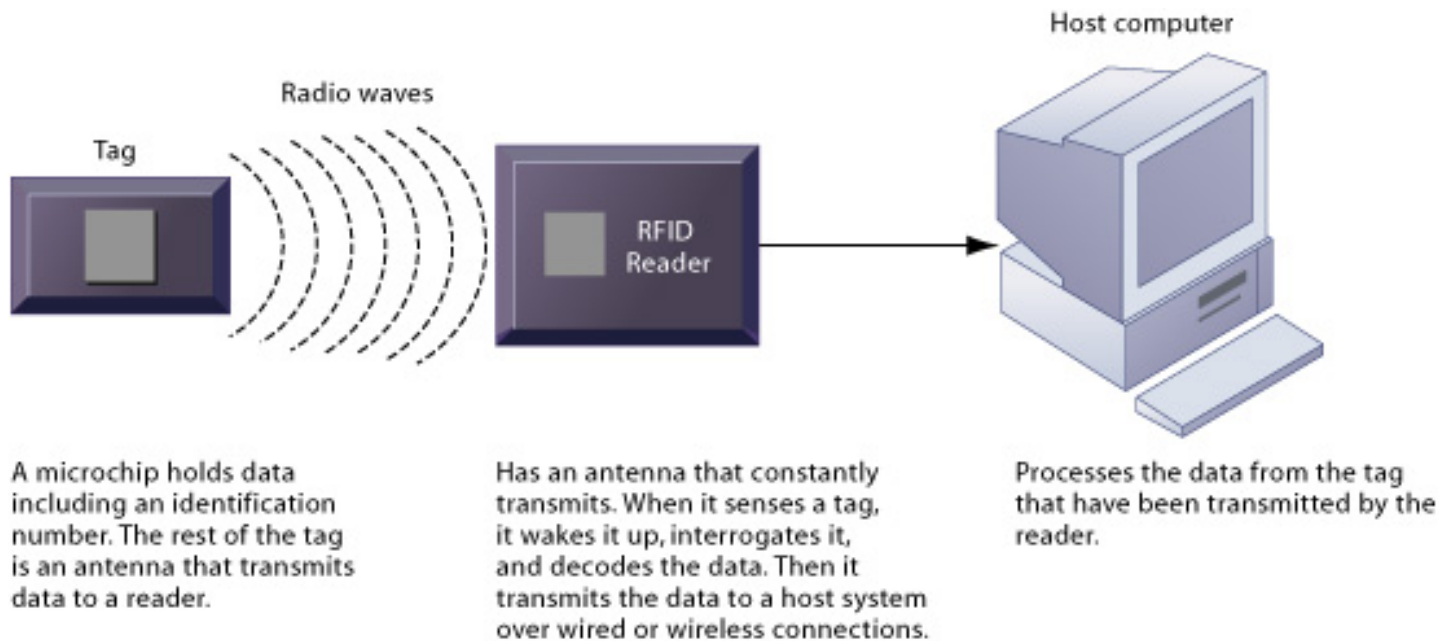 Host computer
Radio waves
Tag
RFID
Reader
A microchip holds data
including an identification
number. The rest of the tag
is an antenna that transmits
data to a reader.
Has an antenna that constantly
transmits. When it senses a tag,
it wakes it up, interrogates it,
and decodes the data. Then it
transmits the data to a host system
over wired or wireless connections.
Processes the data from the tag
that have been transmitted by the
reader.